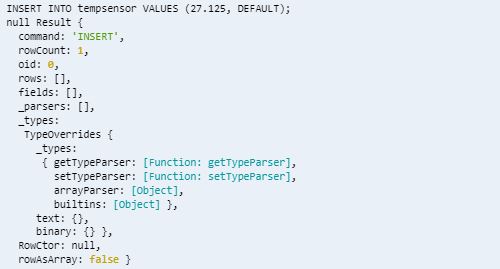 INSERT INTO tempsensor VALUES (27.125, DEFAULT);
null Result {
  command: 'INSERT',
  rowCount: 1,
  oid: 0,
  rows: [],
  fields: [],
  _parsers: [],
  _types:
   TypeOverrides {
     _types:
      { getTypeParser: [Function: getTypeParser],
        setTypeParser: [Function: setTypeParser],
        arrayParser: [Object],
        builtins: [Object] },
     text: {},
     binary: {} },
  RowCtor: null,
  rowAsArray: false }